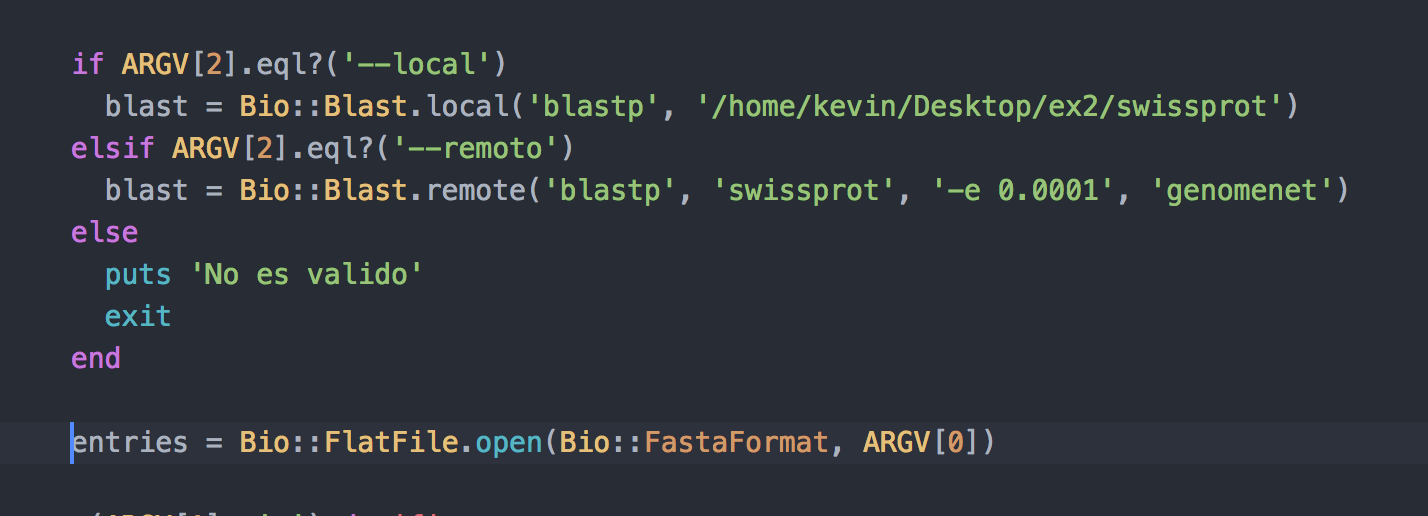 if ARGV[2].eql?('--local')
  blast = Bio::Blast.local('blastp', '/home/kevin/Desktop/ex2/swissprot')
elsif ARGV[2].eql?('--remoto')
  blast = Bio::Blast.remote('blastp', 'swissprot', '-e 0.0001', 'genomenet')
else
  puts 'No es valido'
  exit
end
entries = Bio::FlatFile.open(Bio::FastaFormat, ARGV[0])